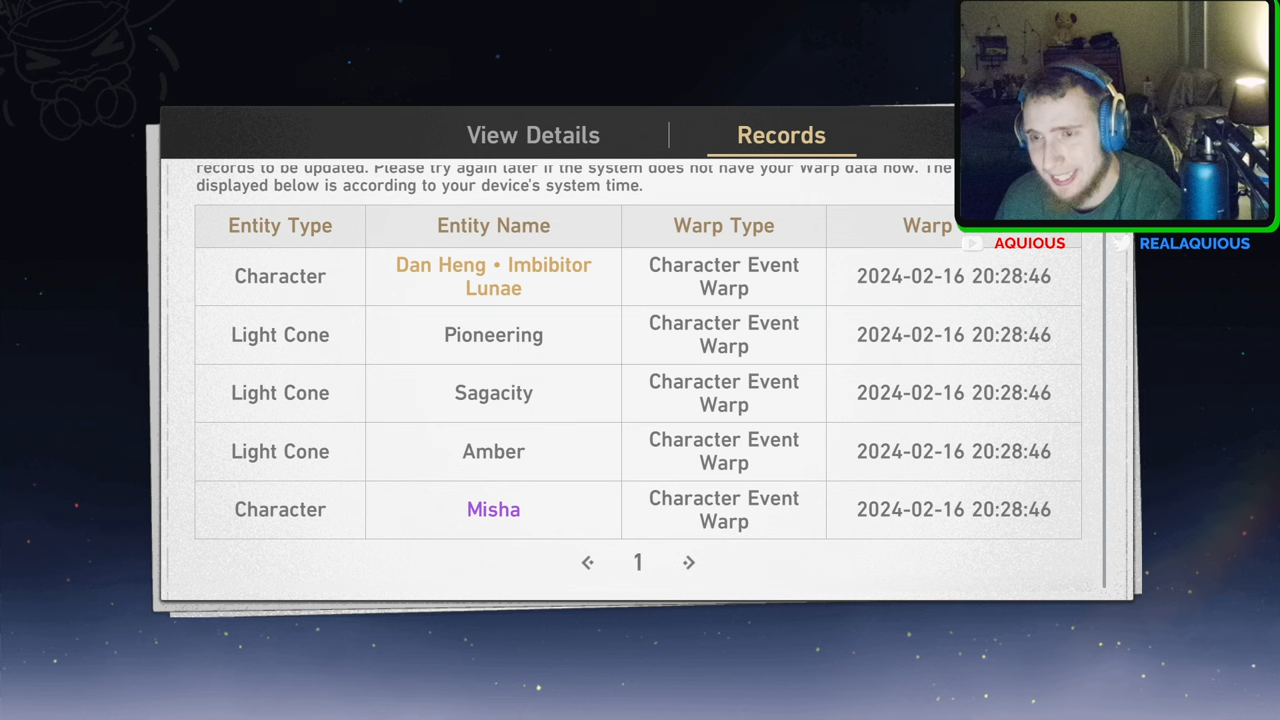 View Details
Records
records to be updated. Please try again later if the system does not have your Warp data now. The
displayed below is according to your device's system time.
Entity Type Entity Name Warp Type Warp
Character Dan Heng • Imbibitor Lunae Character Event Warp 2024-02-16 20:28:46
Light Cone Pioneering Character Event Warp 2024-02-16 20:28:46
Light Cone Sagacity Character Event Warp 2024-02-16 20:28:46
Light Cone Amber Character Event Warp 2024-02-16 20:28:46
Character Misha Character Event Warp 2024-02-16 20:28:46
1
AQUIOUS
REALAQUIOUS